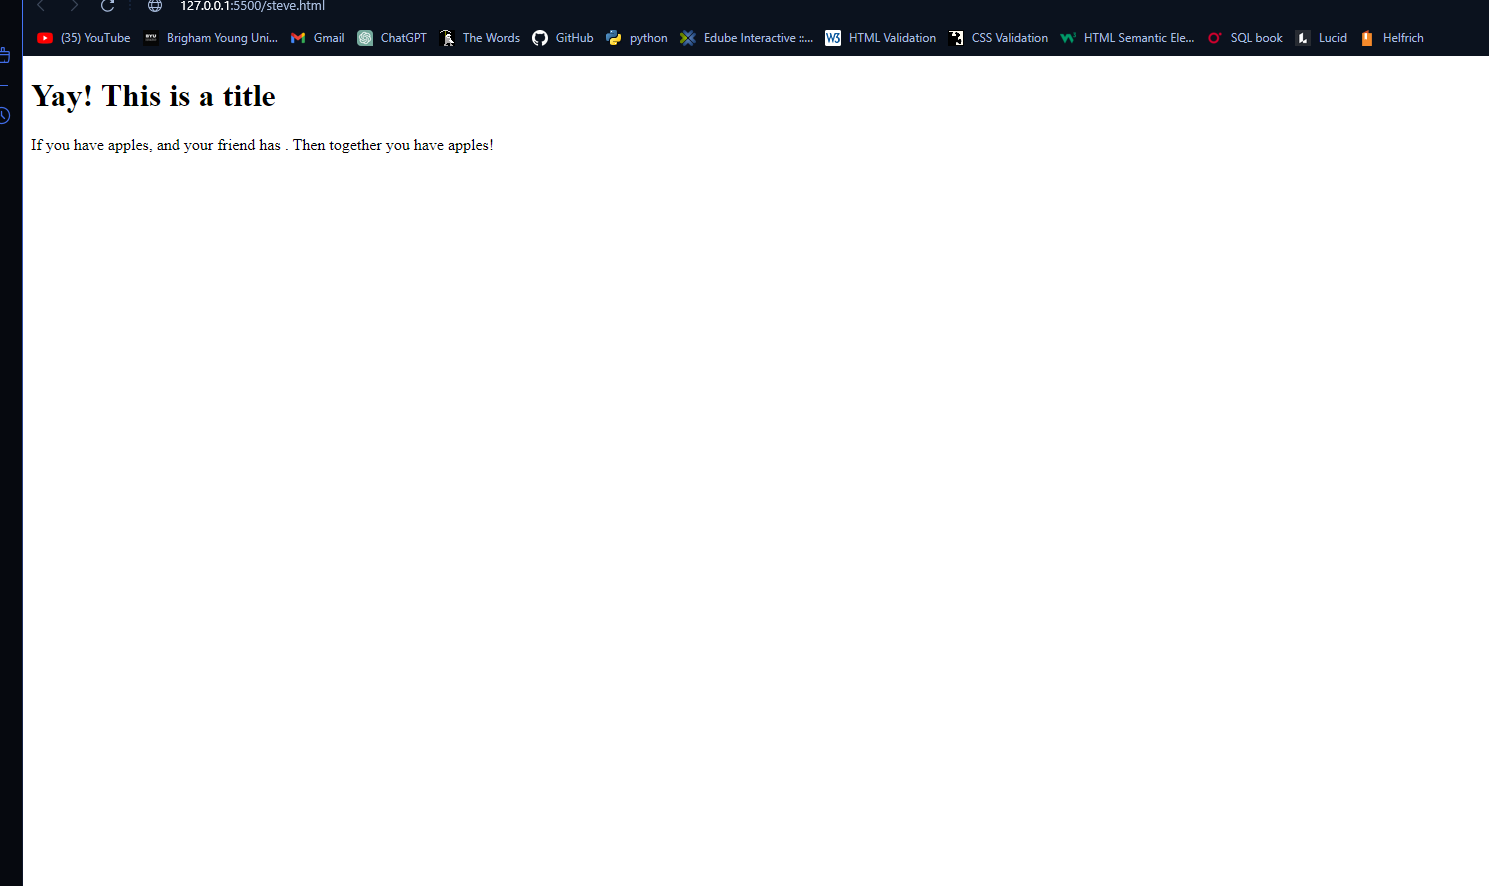 127.0.0.1:5500/steve.html
(35) YouTube BYU Brigham Young Uni... Gmail ChatGPT The Words GitHub python Edube Interactive ::... W3 HTML Validation CSS Validation HTML Semantic Ele... SQL book Lucid Helfrich
Yay! This is a title
If you have apples, and your friend has . Then together you have apples!